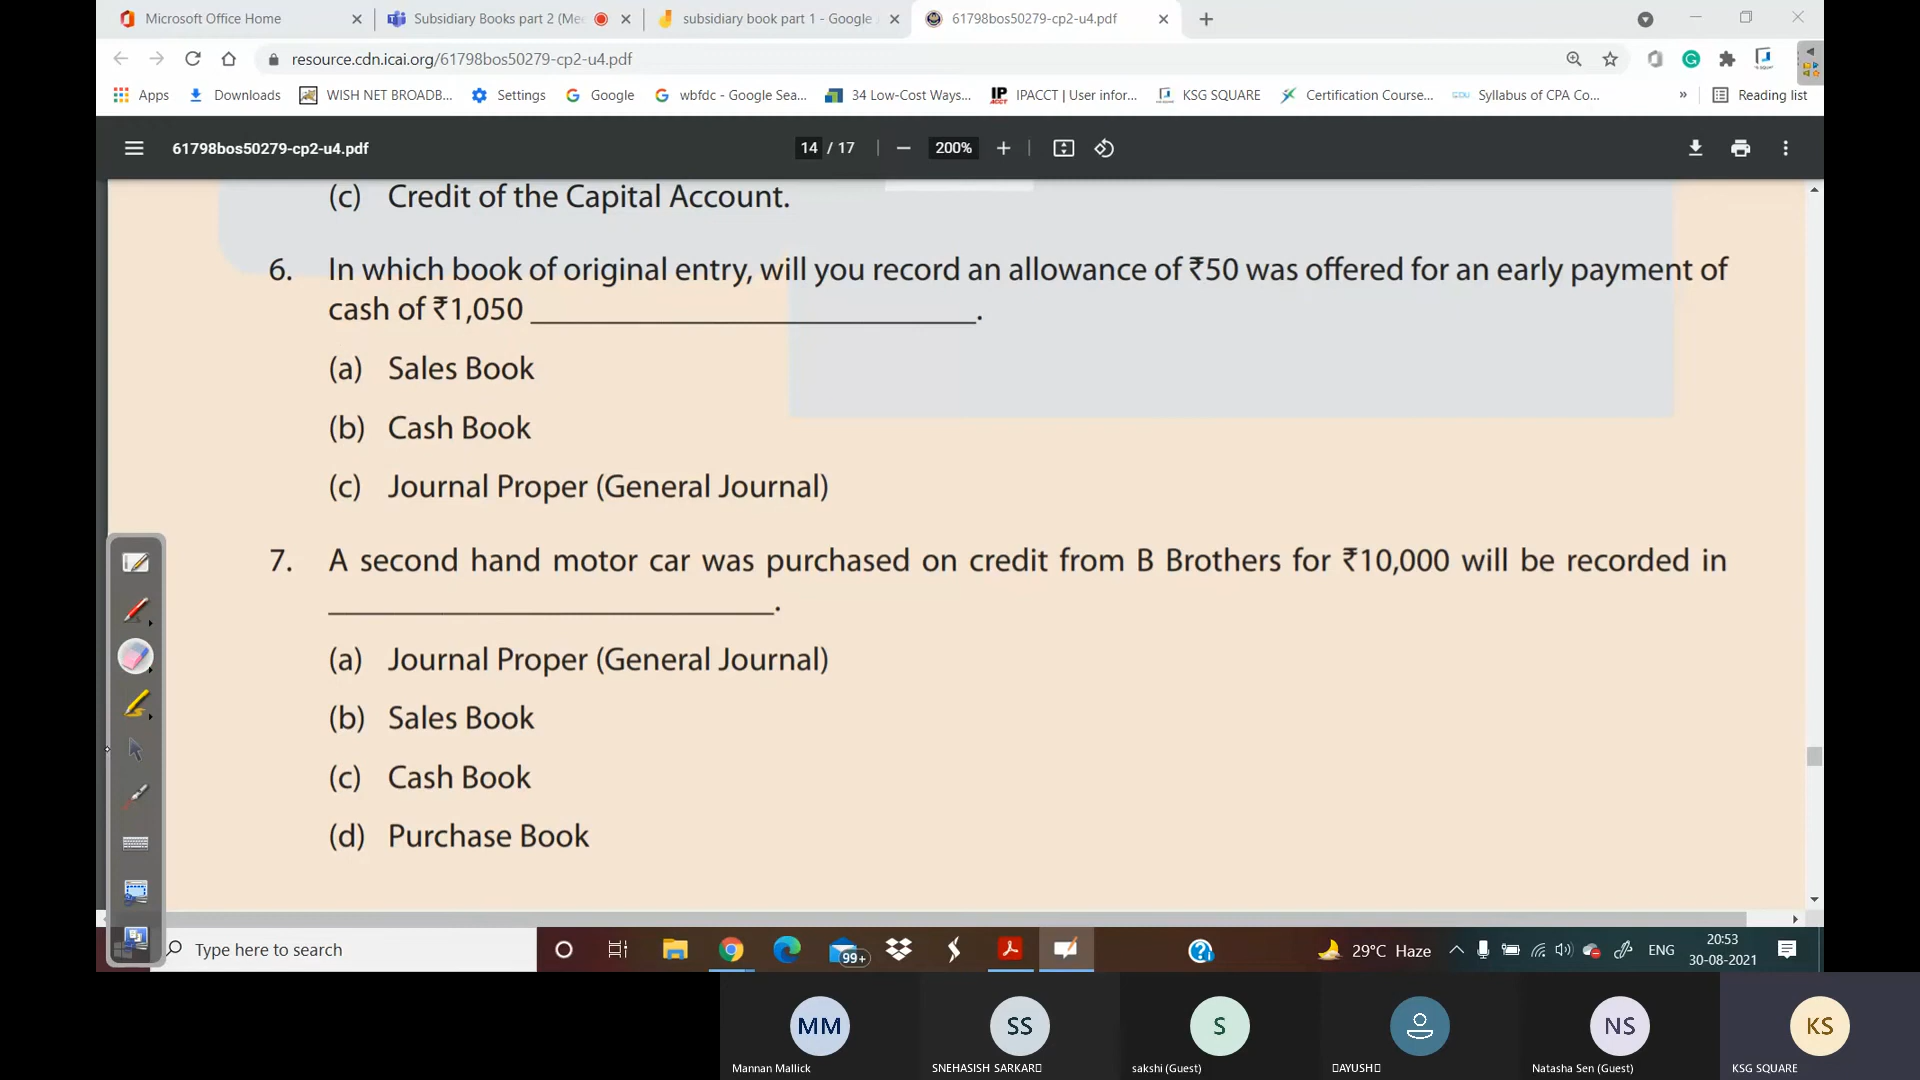 Microsoft Office Home
Subsidiary Books part 2 (Me
subsidiary book part 1 - Google
61798bos50279-cp2-u4.pdf
resource.cdn.icai.org/61798bos50279-cp2-u4.pdf
Apps
Downloads
WISH NET BROADB...
Settings
Google
wbfdc - Google Sea...
34 Low-Cost Ways...
IPACCT | User infor...
KSG SQUARE
Certification Course...
Syllabus of CPA Co...
»
Reading list
61798bos50279-cp2-u4.pdf
14 / 17
200%
(c) Credit of the Capital Account.
6. In which book of original entry, will you record an allowance of ₹50 was offered for an early payment of
cash of ₹1,050 ______________________________.
(a) Sales Book
(b) Cash Book
(c) Journal Proper (General Journal)
7. A second hand motor car was purchased on credit from B Brothers for ₹10,000 will be recorded in
______________________________.
(a) Journal Proper (General Journal)
(b) Sales Book
(c) Cash Book
(d) Purchase Book
Type here to search
99+
29°C Haze
ENG
20:53
30-08-2021
MM
SS
S
NS
KS
Mannan Mallick
SNEHASISH SARKAR
sakshi (Guest)
AYUSH
Natasha Sen (Guest)
KSG SQUARE